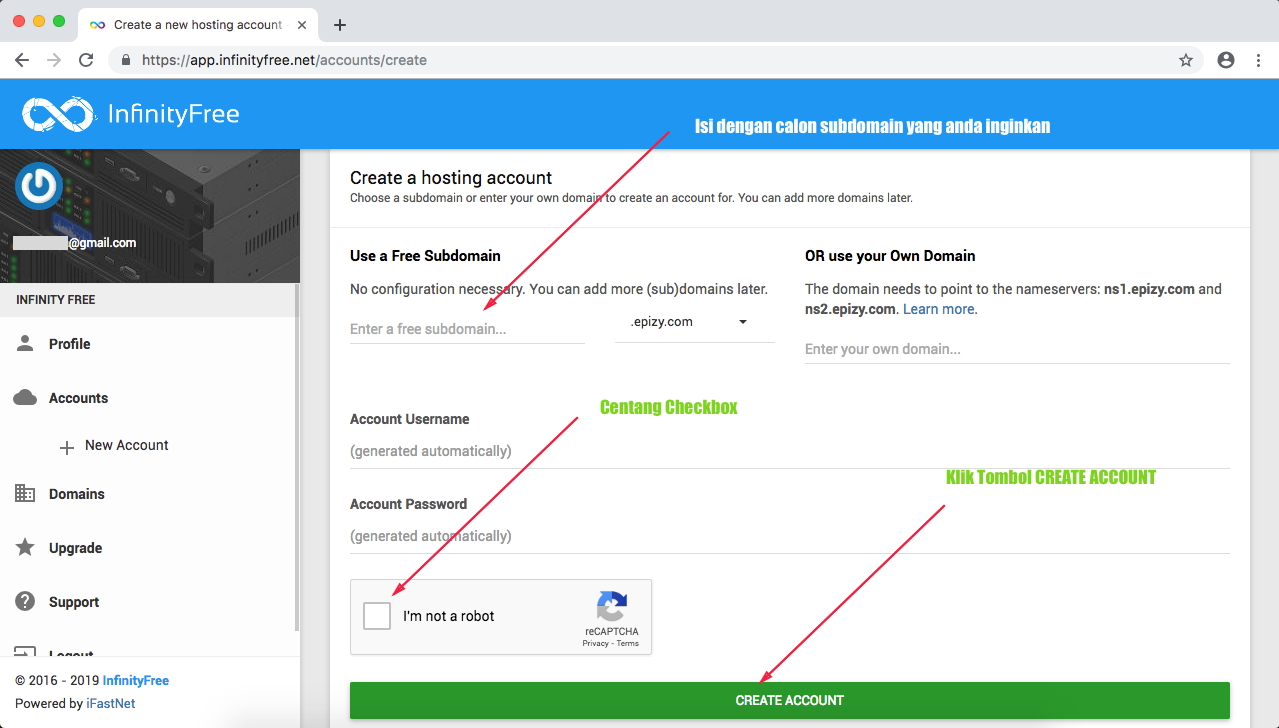 Create a new hosting account
https://app.infinityfree.net/accounts/create
InfinityFree
Isi dengan calon subdomain yang anda inginkan
@gmail.com
INFINITY FREE
Profile
Accounts
New Account
Domains
Upgrade
Support
Logout
© 2016 - 2019 InfinityFree
Powered by iFastNet
Create a hosting account
Choose a subdomain or enter your own domain to create an account for. You can add more domains later.
Use a Free Subdomain
No configuration necessary. You can add more (sub)domains later.
Enter a free subdomain...
.epizy.com
OR use your Own Domain
The domain needs to point to the nameservers: ns1.epizy.com and
ns2.epizy.com. Learn more.
Enter your own domain...
Centang Checkbox
Account Username
(generated automatically)
Klik Tombol CREATE ACCOUNT
Account Password
(generated automatically)
I'm not a robot
reCAPTCHA
Privacy - Terms
CREATE ACCOUNT